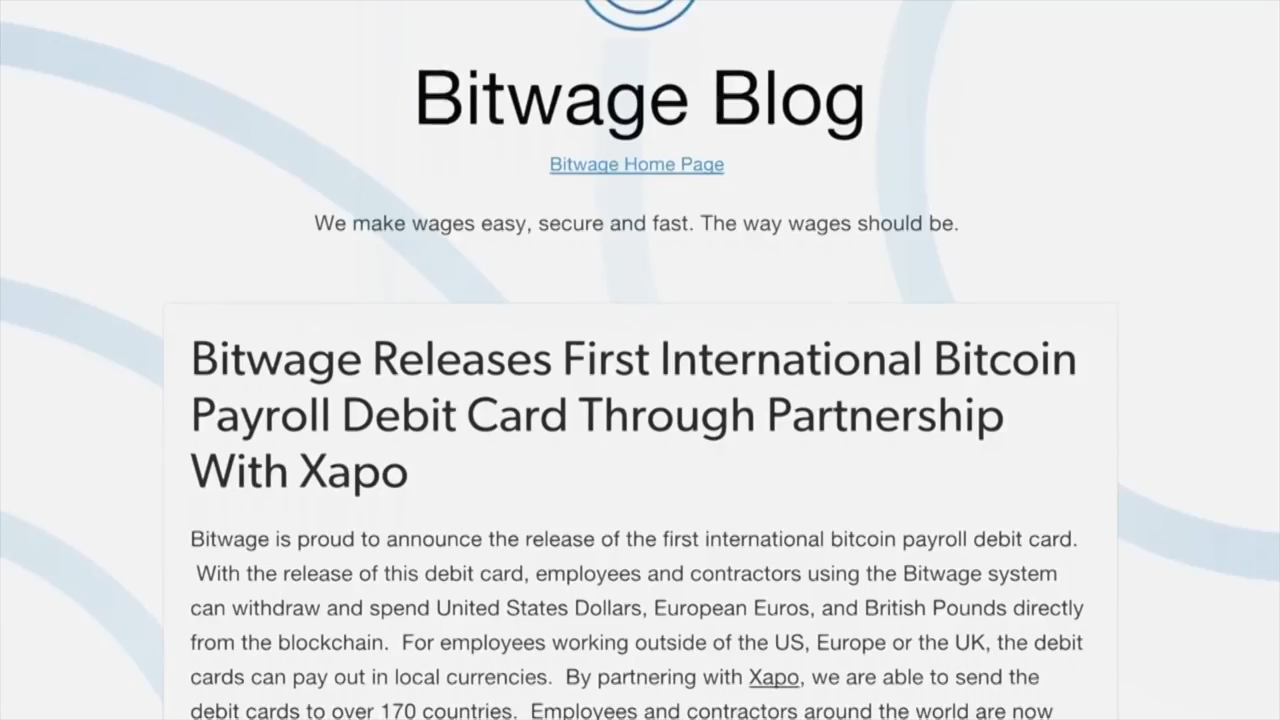 Bitwage Blog
Bitwage Home Page
We make wages easy, secure and fast. The way wages should be.
Bitwage Releases First International Bitcoin
Payroll Debit Card Through Partnership
With Xapo
Bitwage is proud to announce the release of the first international bitcoin payroll debit card.
With the release of this debit card, employees and contractors using the Bitwage system
can withdraw and spend United States Dollars, European Euros, and British Pounds directly
from the blockchain.  For employees working outside of the US, Europe or the UK, the debit
cards can pay out in local currencies.  By partnering with Xapo, we are able to send the
debit cards to over 170 countries.  Employees and contractors around the world are now